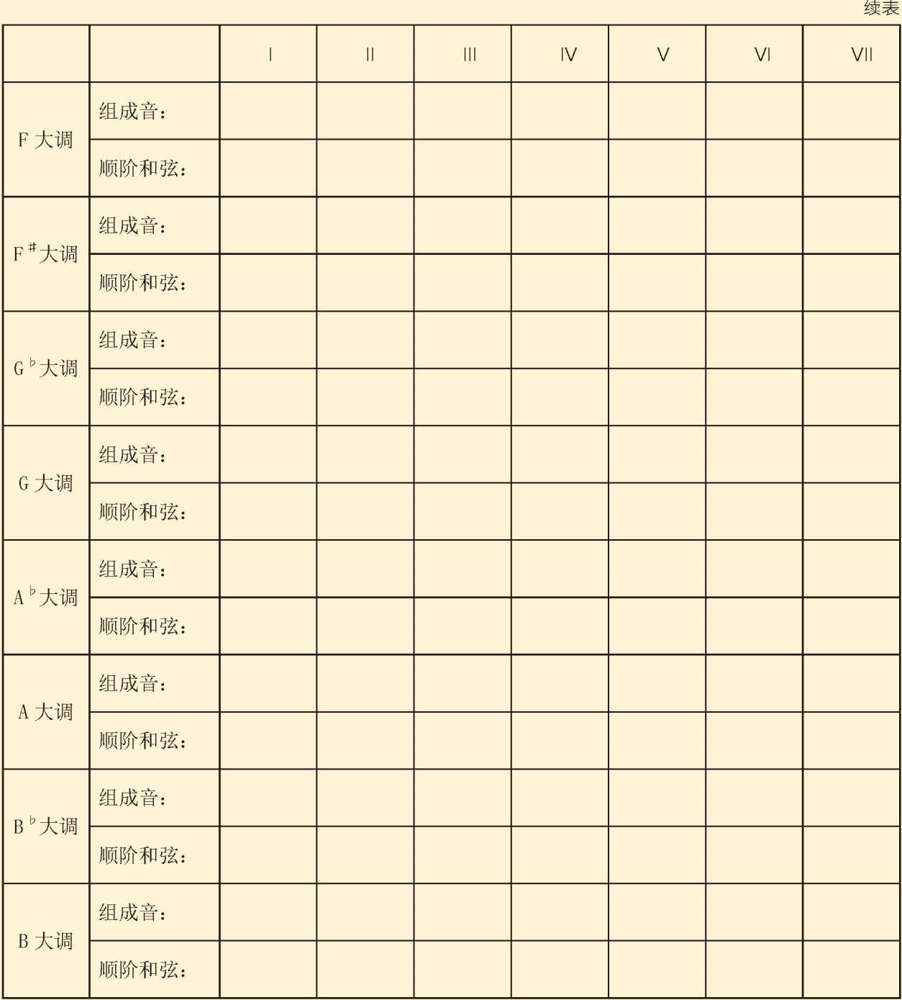 续表
I II III IV V VI VII
F 大调
组成音：
顺阶和弦：
F♯大调
组成音：
顺阶和弦：
G♭大调
组成音：
顺阶和弦：
G 大调
组成音：
顺阶和弦：
A♭大调
组成音：
顺阶和弦：
A 大调
组成音：
顺阶和弦：
B♭大调
组成音：
顺阶和弦：
B 大调
组成音：
顺阶和弦：